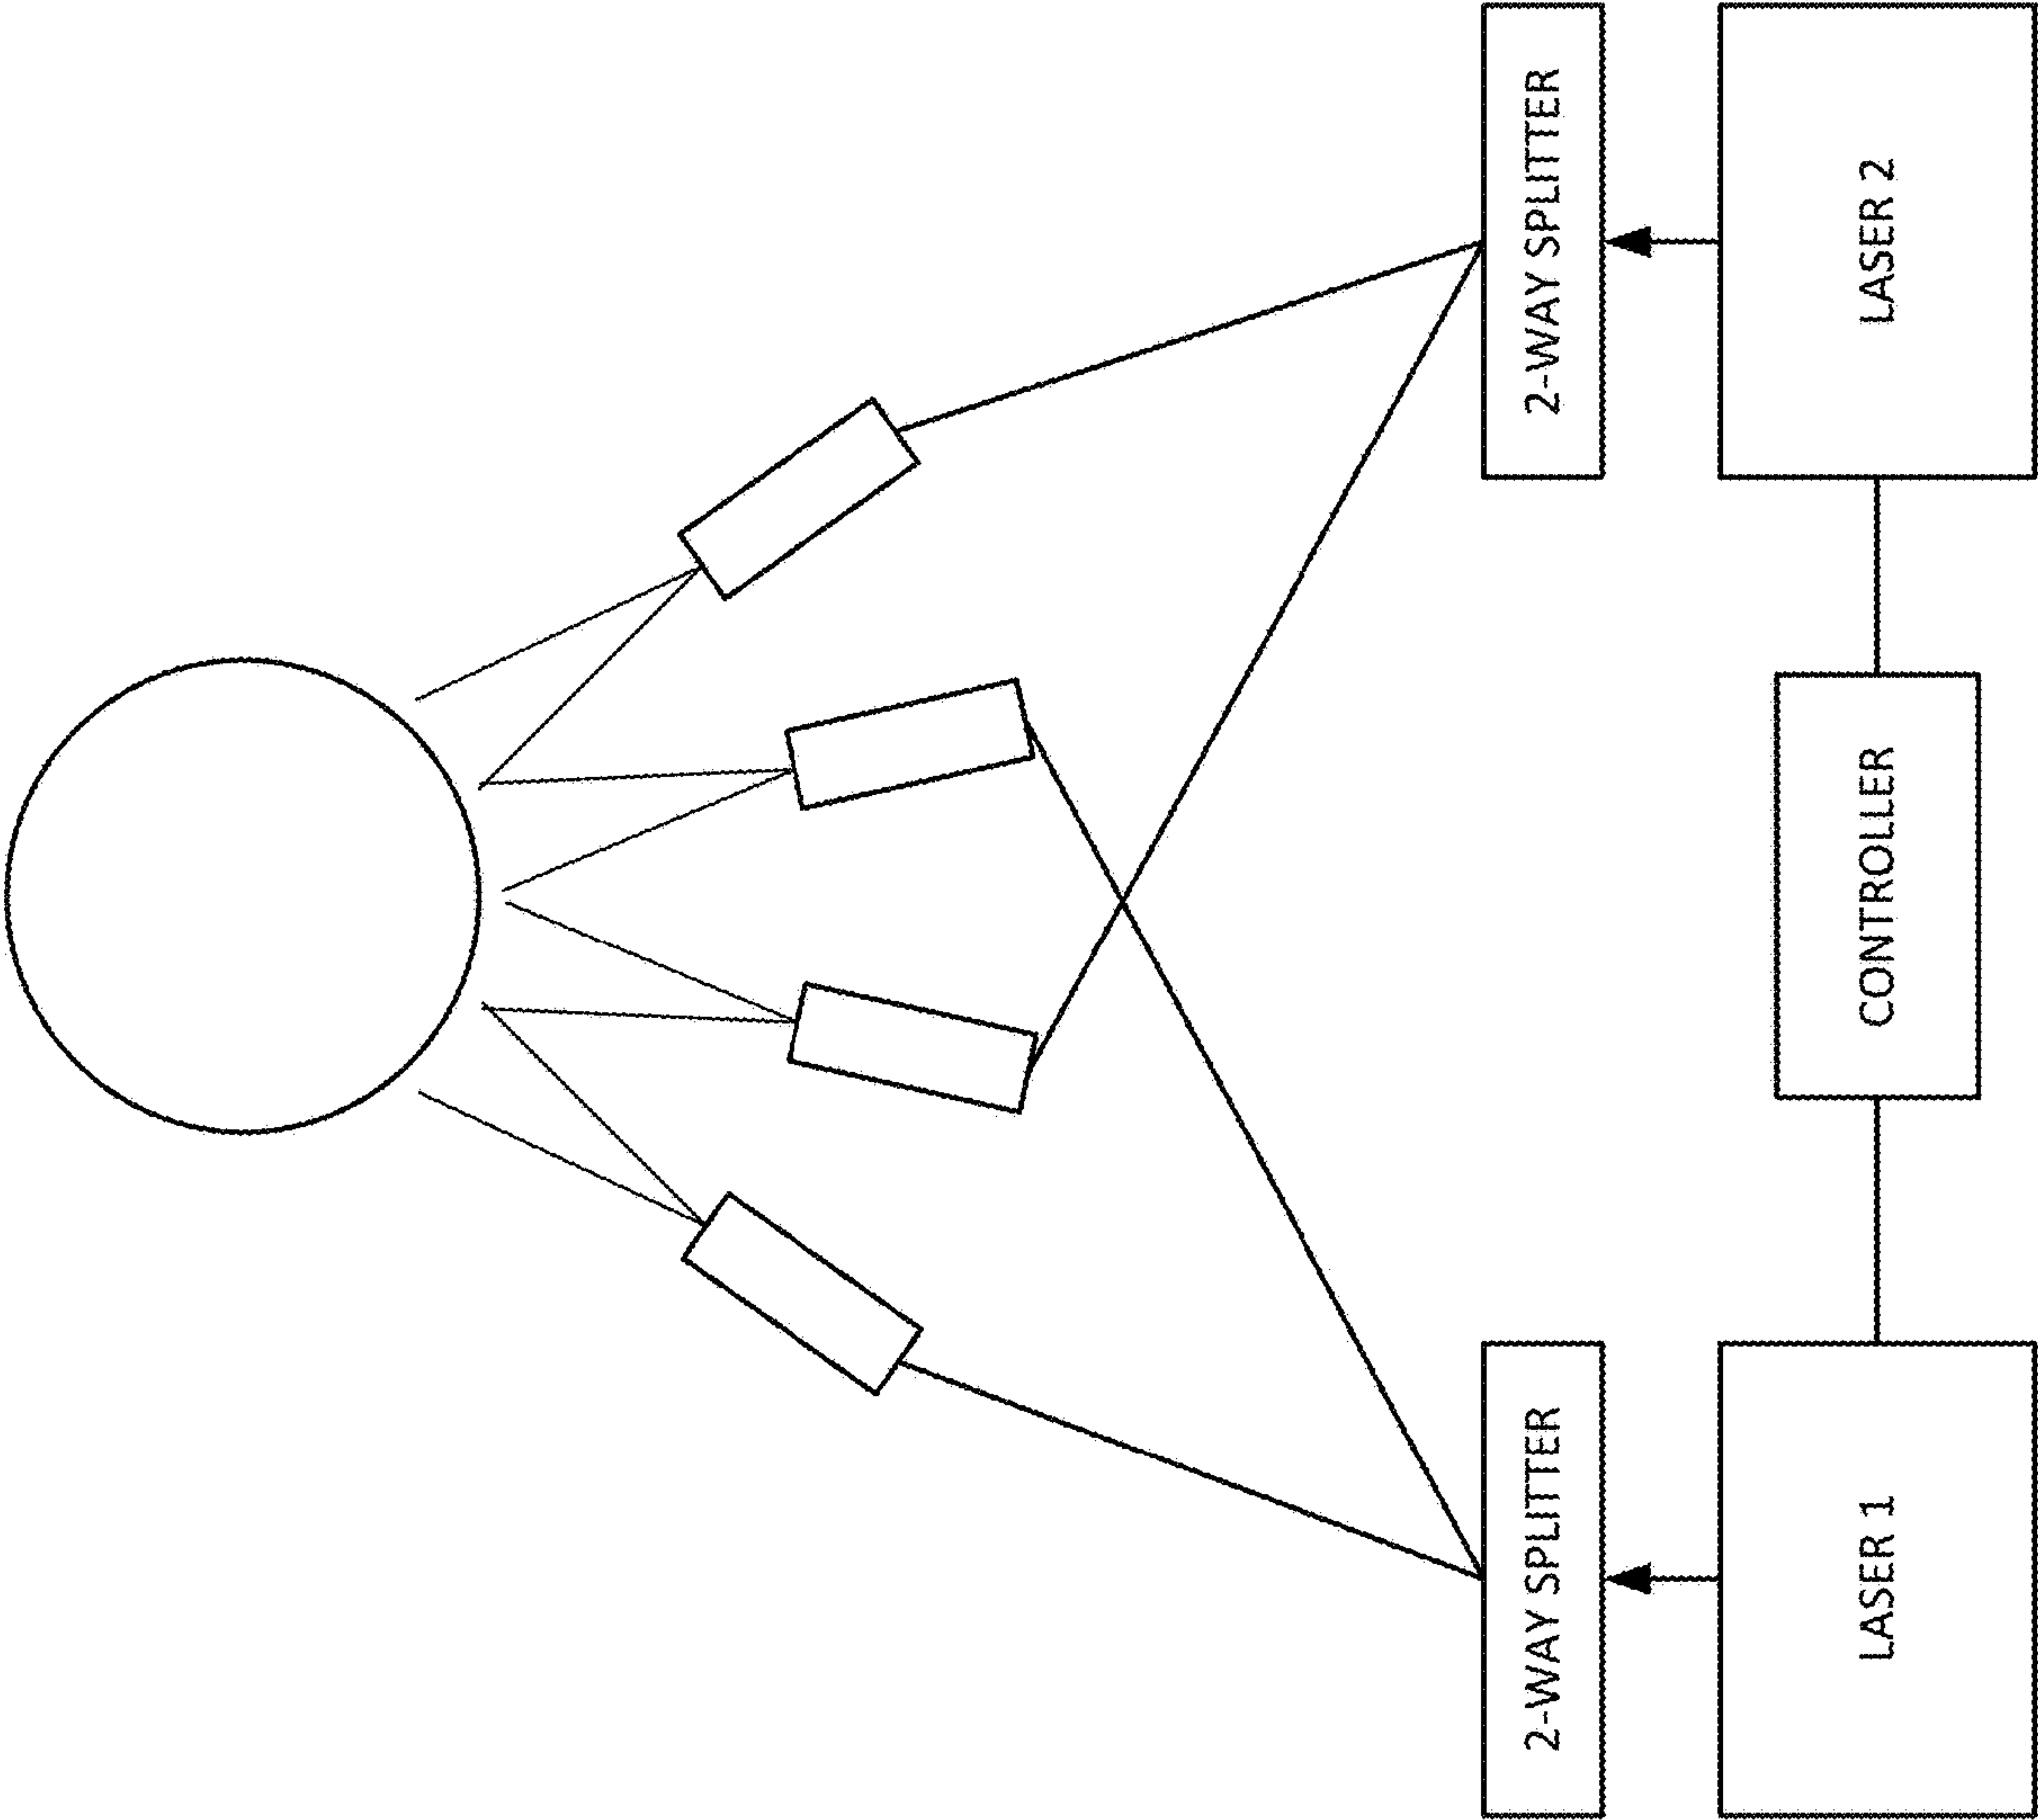 2-WAY SPLITTER
2-WAY SPLITTER
LASER 1
CONTROLLER
LASER 2